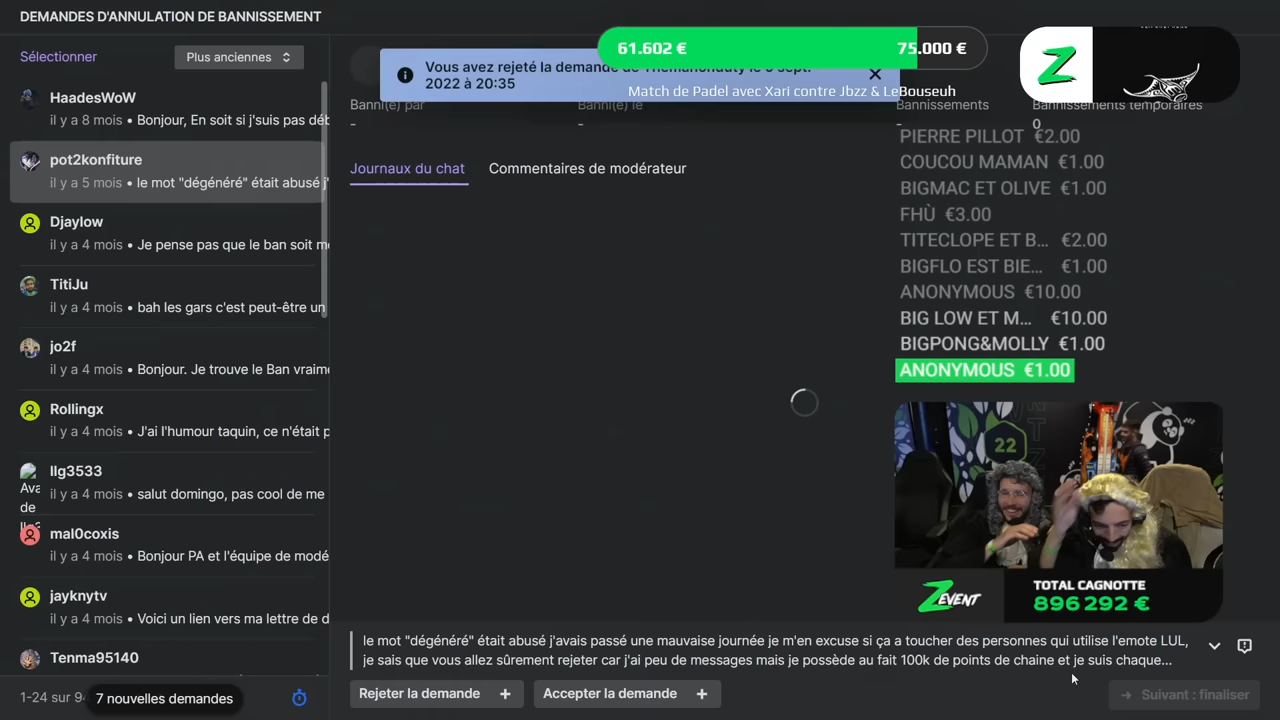 DEMANDES D'ANNULATION DE BANNISSEMENT
Sélectionner
Plus anciennes
HaadesWoW
il y a 8 mois • Bonjour, En soit si j'suis pas déb
pot2konfiture
il y a 5 mois • le mot "dégénéré" était abusé j'
Djaylow
il y a 4 mois • Je pense pas que le ban soit m
TitiJu
il y a 4 mois • bah les gars c'est peut-être un
jo2f
il y a 4 mois • Bonjour. Je trouve le Ban vraime
Rollingx
il y a 4 mois • J'ai l'humour taquin, ce n'était p
llg3533
il y a 4 mois • salut domingo, pas cool de me
Ava
de
mal0coxis
il y a 4 mois • Bonjour PA et l'équipe de modé
jayknytv
il y a 4 mois • Voici un lien vers ma lettre de d
Tenma95140
1-24 sur 9
7 nouvelles demandes
Vous avez rejeté la demande de Themanonduty le
2022 à 20:35
61.602 €
75.000 €
Match de Padel avec Xari contre Jbzz & LeBouseuh
Z
Banni(e) par
-
Banni(e) le
-
Bannissements
-
Bannissements temporaires
0
Journaux du chat
Commentaires de modérateur
PIERRE PILLOT €2.00
COUCOU MAMAN €1.00
BIGMAC ET OLIVE €1.00
FHÙ €3.00
TITECLOPE ET B... €2.00
BIGFLO EST BIE... €1.00
ANONYMOUS €10.00
BIG LOW ET M... €10.00
BIGPONG&MOLLY €1.00
ANONYMOUS €1.00
22
ZEVENT
TOTAL CAGNOTTE
896 292 €
le mot "dégénéré" était abusé j'avais passé une mauvaise journée je m'en excuse si ça a toucher des personnes qui utilise l'emote LUL,
je sais que vous allez sûrement rejeter car j'ai peu de messages mais je possède au fait 100k de points de chaine et je suis chaque...
Rejeter la demande +
Accepter la demande +
Suivant : finaliser